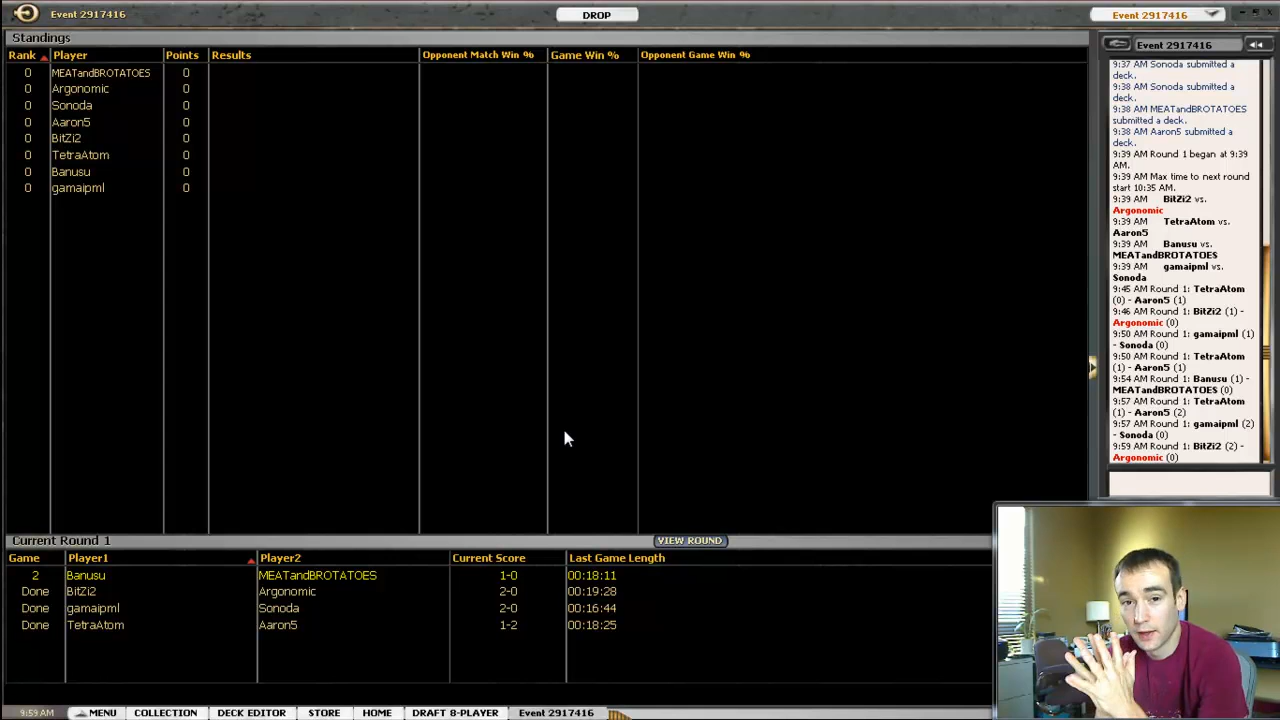 Event 2917416
DROP
Event 2917416
Standings
Rank Player Points Results Opponent Match Win % Game Win % Opponent Game Win %
0 MEATandBROTATOES 0
0 Argonomic 0
0 Sonoda 0
0 Aaron5 0
0 BitZi2 0
0 TetraAtom 0
0 Banusu 0
0 gamaipml 0
Event 2917416
9:37 AM Sonoda submitted a
deck.
9:38 AM Sonoda submitted a
deck.
9:38 AM MEATandBROTATOES
submitted a deck.
9:38 AM Aaron5 submitted a
deck.
9:39 AM Round 1 began at 9:39
AM.
9:39 AM Max time to next round
start 10:35 AM.
9:39 AM BitZi2 vs.
Argonomic
9:39 AM TetraAtom vs.
Aaron5
9:39 AM Banusu vs.
MEATandBROTATOES
9:39 AM gamaipml vs.
Sonoda
9:45 AM Round 1: TetraAtom
(0) - Aaron5 (1)
9:46 AM Round 1: BitZi2 (1) -
Argonomic (0)
9:50 AM Round 1: gamaipml (1)
- Sonoda (0)
9:50 AM Round 1: TetraAtom
(1) - Aaron5 (1)
9:54 AM Round 1: Banusu (1) -
MEATandBROTATOES (0)
9:57 AM Round 1: TetraAtom
(1) - Aaron5 (2)
9:57 AM Round 1: gamaipml (2)
- Sonoda (0)
9:59 AM Round 1: BitZi2 (2) -
Argonomic (0)
Current Round 1
VIEW ROUND
Game Player1 Player2 Current Score Last Game Length
2 Banusu MEATandBROTATOES 1-0 00:18:11
Done BitZi2 Argonomic 2-0 00:19:28
Done gamaipml Sonoda 2-0 00:16:44
Done TetraAtom Aaron5 1-2 00:18:25
9:59 AM MENU COLLECTION DECK EDITOR STORE HOME DRAFT 8-PLAYER Event 2917416